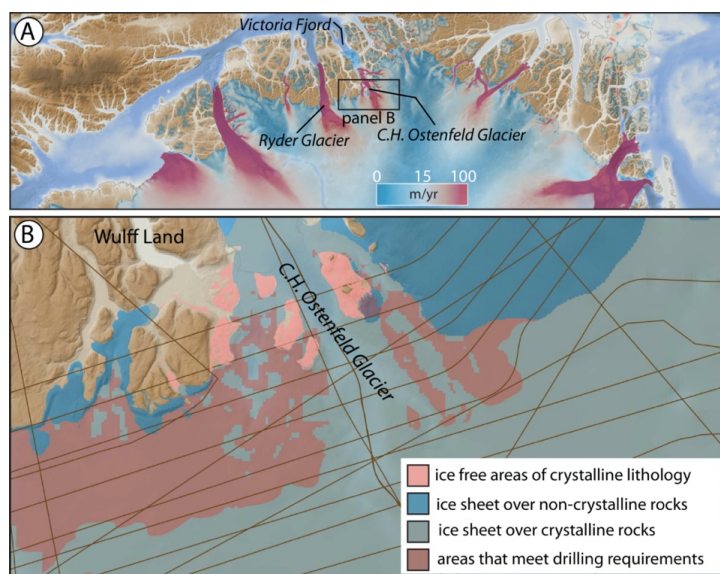 A
Victoria Fjord
Ryder Glacier
panel B
C.H. Ostenfeld Glacier
0 15 100
m/yr
B
Wulff Land
C.H. Ostenfeld Glacier
ice free areas of crystalline lithology
ice sheet over non-crystalline rocks
ice sheet over crystalline rocks
areas that meet drilling requirements